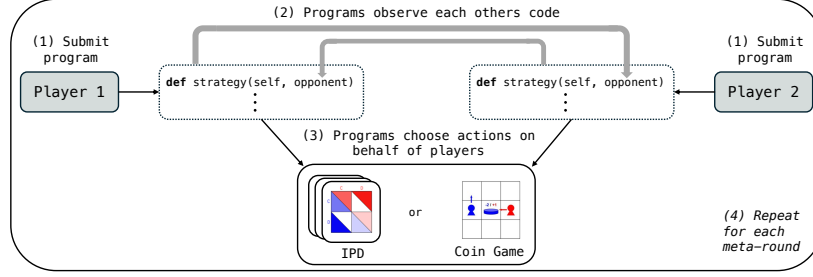 (2) Programs observe each others code
(1) Submit
program
(1) Submit
program
Player 1
def strategy(self, opponent)
def strategy(self, opponent)
Player 2
(3) Programs choose actions on
behalf of players
C D
C
D
-2 +1
or
IPD
Coin Game
(4) Repeat
for each
meta-round